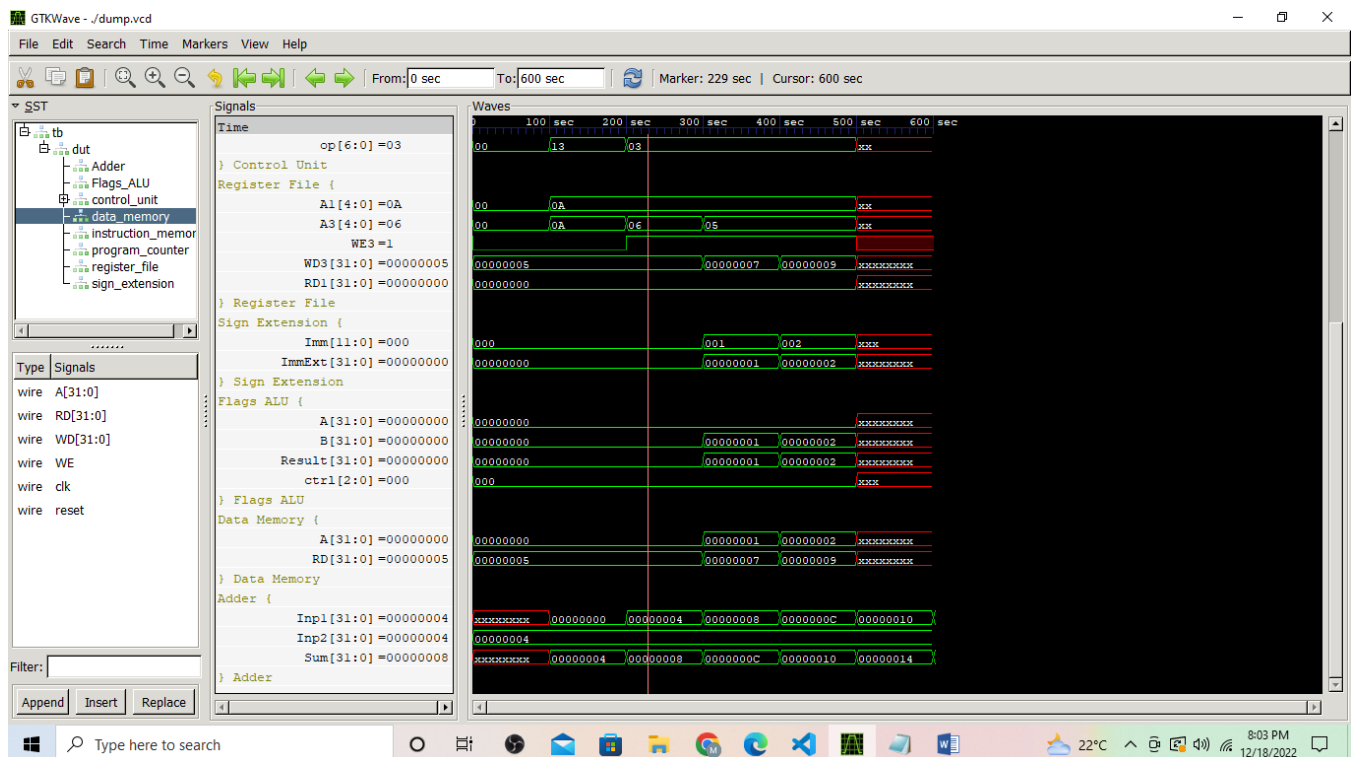 GTKWave - ./dump.vcd
File Edit Search Time Markers View Help
From: 0 sec To: 600 sec Marker: 229 sec | Cursor: 600 sec
SST
tb
dut
Adder
Flags_ALU
control_unit
data_memory
instruction_memor
program_counter
register_file
sign_extension
Type Signals
wire A[31:0]
wire RD[31:0]
wire WD[31:0]
wire WE
wire clk
wire reset
Filter:
Append Insert Replace
Signals
Time
op[6:0] =03
} Control Unit
Register File {
A1[4:0] =0A
A3[4:0] =06
WE3 =1
WD3[31:0] =00000005
RD1[31:0] =00000000
} Register File
Sign Extension {
Imm[11:0] =000
ImmExt[31:0] =00000000
} Sign Extension
Flags ALU {
A[31:0] =00000000
B[31:0] =00000000
Result[31:0] =00000000
ctrl[2:0] =000
} Flags ALU
Data Memory {
A[31:0] =00000000
RD[31:0] =00000005
} Data Memory
Adder {
Inp1[31:0] =00000004
Inp2[31:0] =00000004
Sum[31:0] =00000008
} Adder
Waves
100 sec 200 sec 300 sec 400 sec 500 sec 600 sec
00 13 03 xx
00 0A xx
00 0A 06 05 xx
00000005 00000007 00000009 xxxxxxxx
00000000 xxxxxxxx
000 001 002 xxx
00000000 00000001 00000002 xxxxxxxx
00000000 xxxxxxxx
00000000 00000001 00000002 xxxxxxxx
00000000 00000001 00000002 xxxxxxxx
000 xxx
00000000 00000001 00000002 xxxxxxxx
00000005 00000007 00000009 xxxxxxxx
xxxxxxxx 00000000 00000004 00000008 0000000C 00000010
00000004
xxxxxxxx 00000004 00000008 0000000C 00000010 00000014
Type here to search
22°C
8:03 PM
12/18/2022